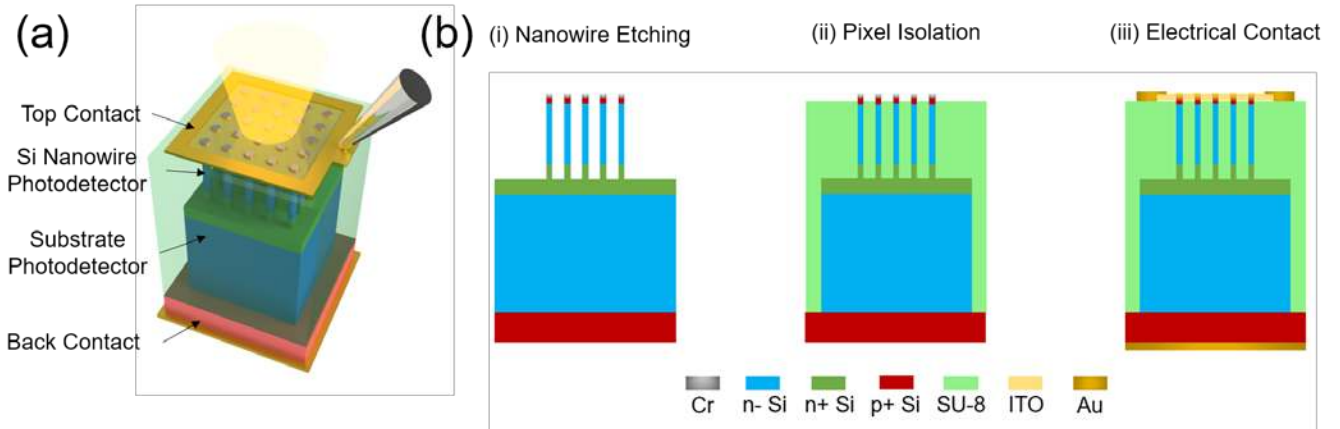 (a)
Top Contact
Si Nanowire
Photodetector
Substrate
Photodetector
Back Contact
(b)
(i) Nanowire Etching
(ii) Pixel Isolation
(iii) Electrical Contact
Cr
n- Si
n+ Si
p+ Si
SU-8
ITO
Au